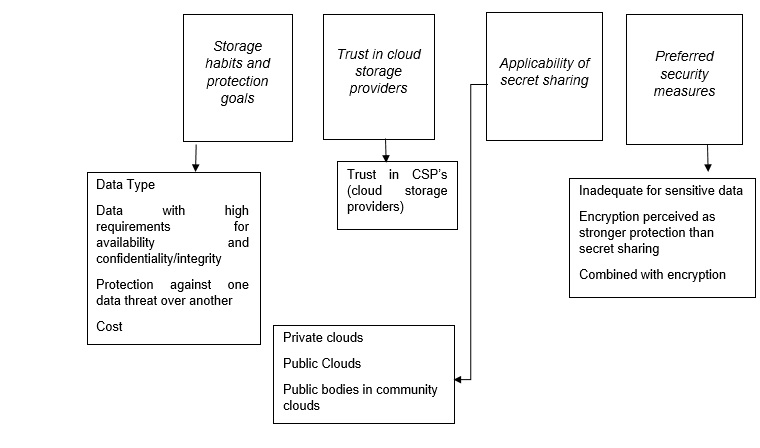 Storage
habits and
protection
goals
Trust in cloud
storage
providers
Applicability of
secret sharing
Preferred
security
measures
Data Type
Data with high
requirements for
availability and
confidentiality/integrity
Protection against one
data threat over another
Cost
Trust in CSP's
(cloud storage
providers)
Inadequate for sensitive data
Encryption perceived as
stronger protection than
secret sharing
Combined with encryption
Private clouds
Public Clouds
Public bodies in community
clouds